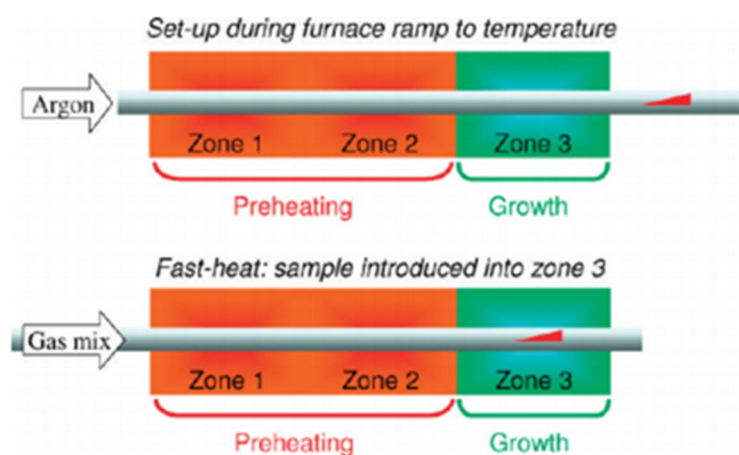 Set-up during furnace ramp to temperature
Argon
Zone 1 Zone 2 Zone 3
Preheating Growth
Fast-heat: sample introduced into zone 3
Gas mix
Zone 1 Zone 2 Zone 3
Preheating Growth